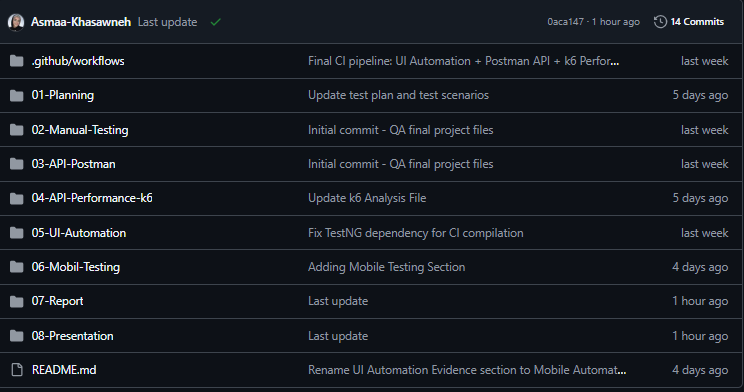 Asmaa-Khasawneh Last update 0aca147 · 1 hour ago 14 Commits
.github/workflows Final CI pipeline: UI Automation + Postman API + k6 Perfor... last week
01-Planning Update test plan and test scenarios 5 days ago
02-Manual-Testing Initial commit - QA final project files last week
03-API-Postman Initial commit - QA final project files last week
04-API-Performance-k6 Update k6 Analysis File 5 days ago
05-UI-Automation Fix TestNG dependency for CI compilation last week
06-Mobil-Testing Adding Mobile Testing Section 4 days ago
07-Report Last update 1 hour ago
08-Presentation Last update 1 hour ago
README.md Rename UI Automation Evidence section to Mobile Automat... 4 days ago